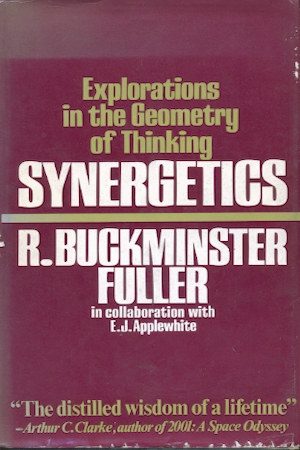 Explorations
in the Geometry
of Thinking
SYNERGETICS
R. BUCKMINSTER
FULLER
in collaboration with
E.J. Applewhite
“The distilled wisdom of a lifetime”
–Arthur C. Clarke, author of 2001: A Space Odyssey